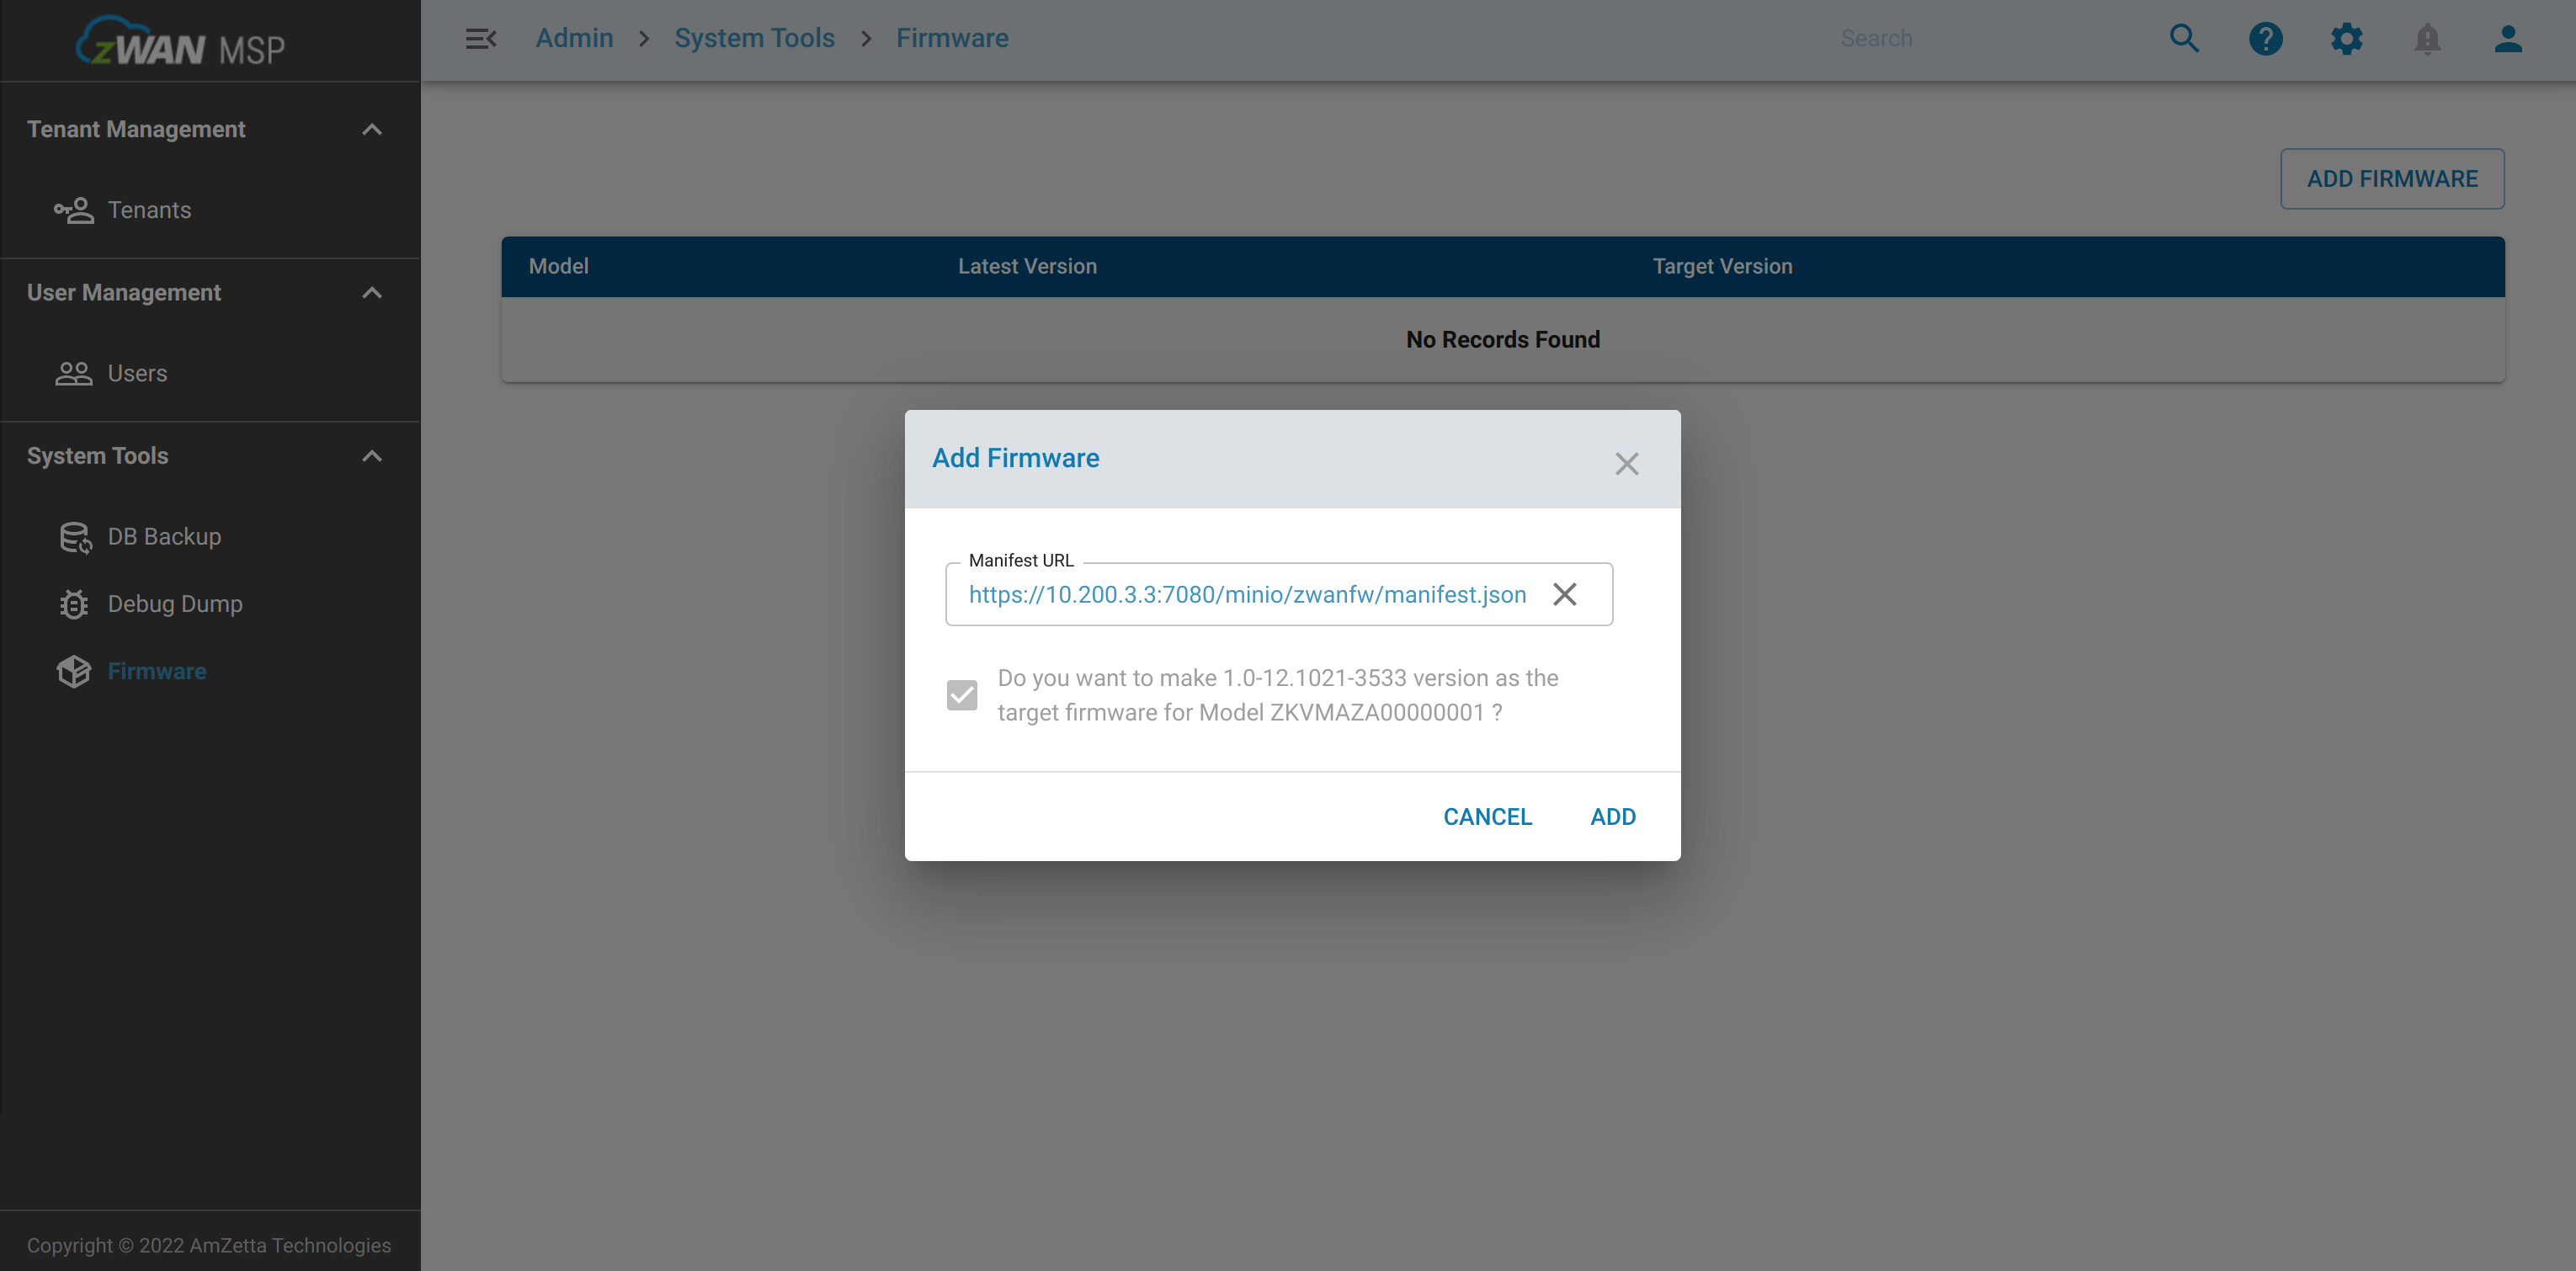 zWAN MSP
Admin > System Tools > Firmware
Search
Tenant Management
Tenants
User Management
Users
System Tools
DB Backup
Debug Dump
Firmware
Copyright © 2022 AmZetta Technologies
ADD FIRMWARE
Model Latest Version Target Version
No Records Found
Add Firmware
Manifest URL
https://10.200.3.3:7080/minio/zwanfw/manifest.json
Do you want to make 1.0-12.1021-3533 version as the
target firmware for Model ZKVMAZA00000001 ?
CANCEL ADD